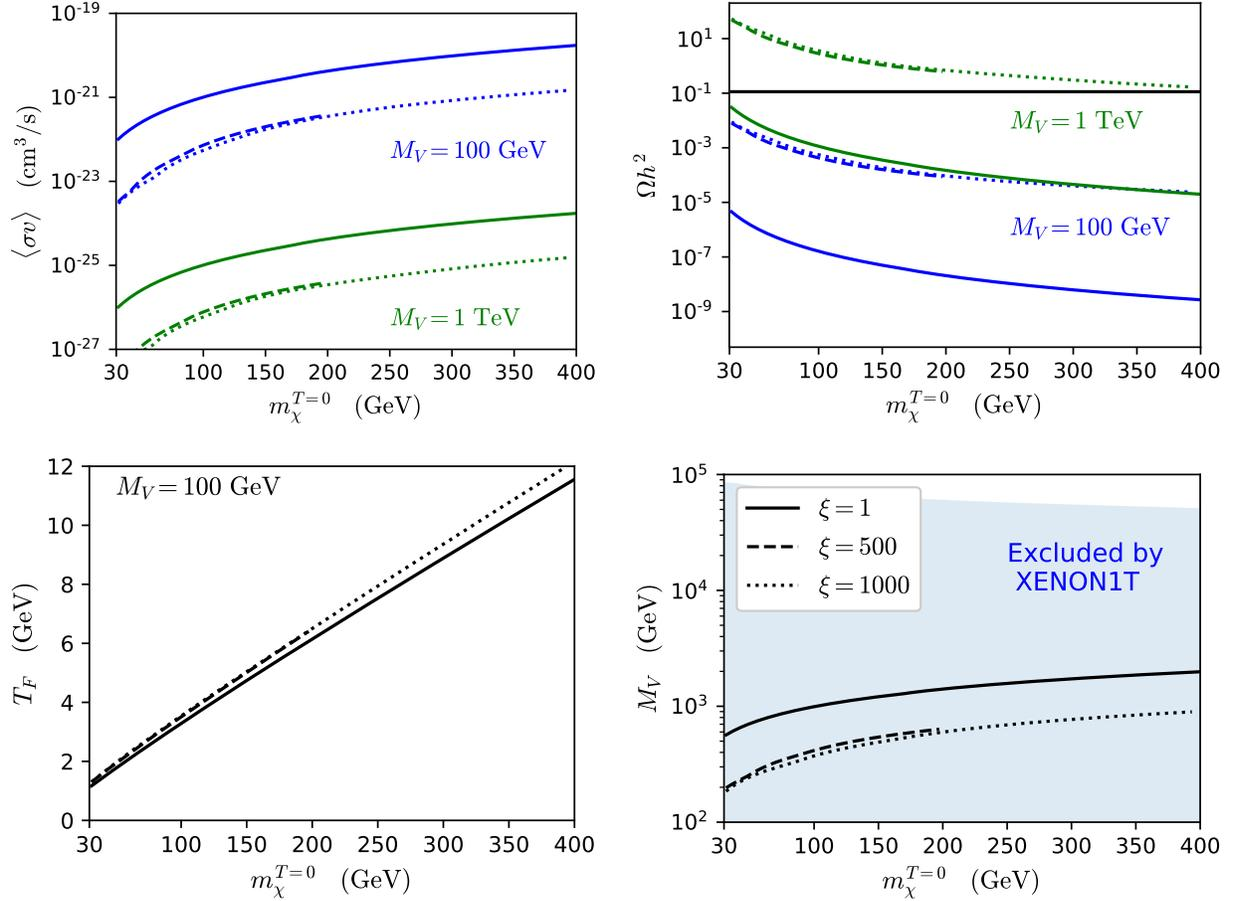 10^{-19}
10^{-21}
10^{-23}
10^{-25}
10^{-27}
⟨σv⟩ (cm^3/s)
M_V = 100 GeV
M_V = 1 TeV
30 100 150 200 250 300 350 400
m_χ^{T=0} (GeV)
10^1
10^{-1}
10^{-3}
10^{-5}
10^{-7}
10^{-9}
Ωh^2
M_V = 1 TeV
M_V = 100 GeV
30 100 150 200 250 300 350 400
m_χ^{T=0} (GeV)
12
10
8
6
4
2
0
T_F (GeV)
M_V = 100 GeV
30 100 150 200 250 300 350 400
m_χ^{T=0} (GeV)
10^5
10^4
10^3
10^2
M_V (GeV)
ξ = 1
ξ = 500
ξ = 1000
Excluded by
XENON1T
30 100 150 200 250 300 350 400
m_χ^{T=0} (GeV)